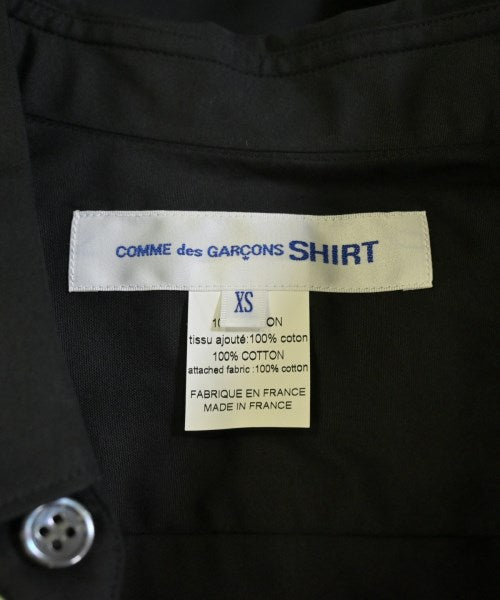 COMME des GARÇONS SHIRT
XS
tissu ajouté:100% coton
100% COTTON
attached fabric :100% cotton
FABRIQUE EN FRANCE
MADE IN FRANCE